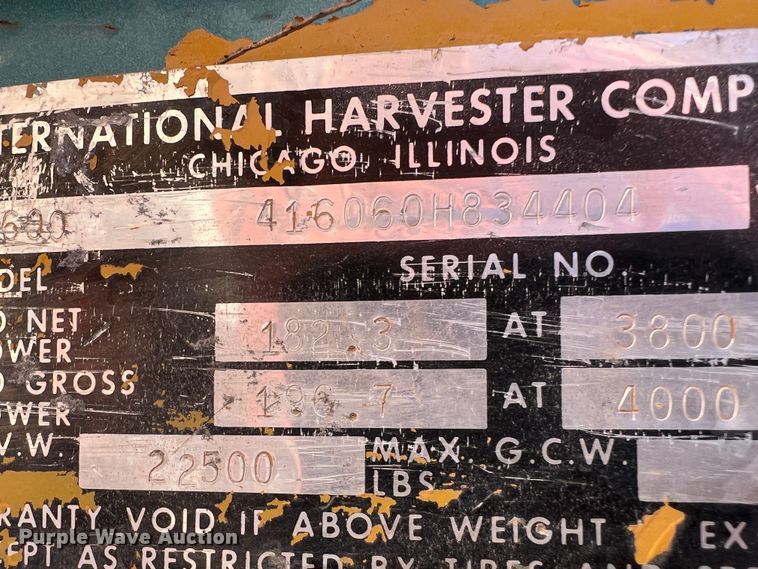 TERNATIONAL HARVESTER COMP
CHICAGO, ILLINOIS
1600 416060H834404
DEL SERIAL NO.
D NET
OWER 182.3 AT 3800
D GROSS
OWER 196.7 AT 4000
V.W. 22500 MAX. G.C.W.
LBS.
RANTY VOID IF ABOVE WEIGHT EX
EPT AS RESTRICTED BY TIRES AND
Purple Wave Auction